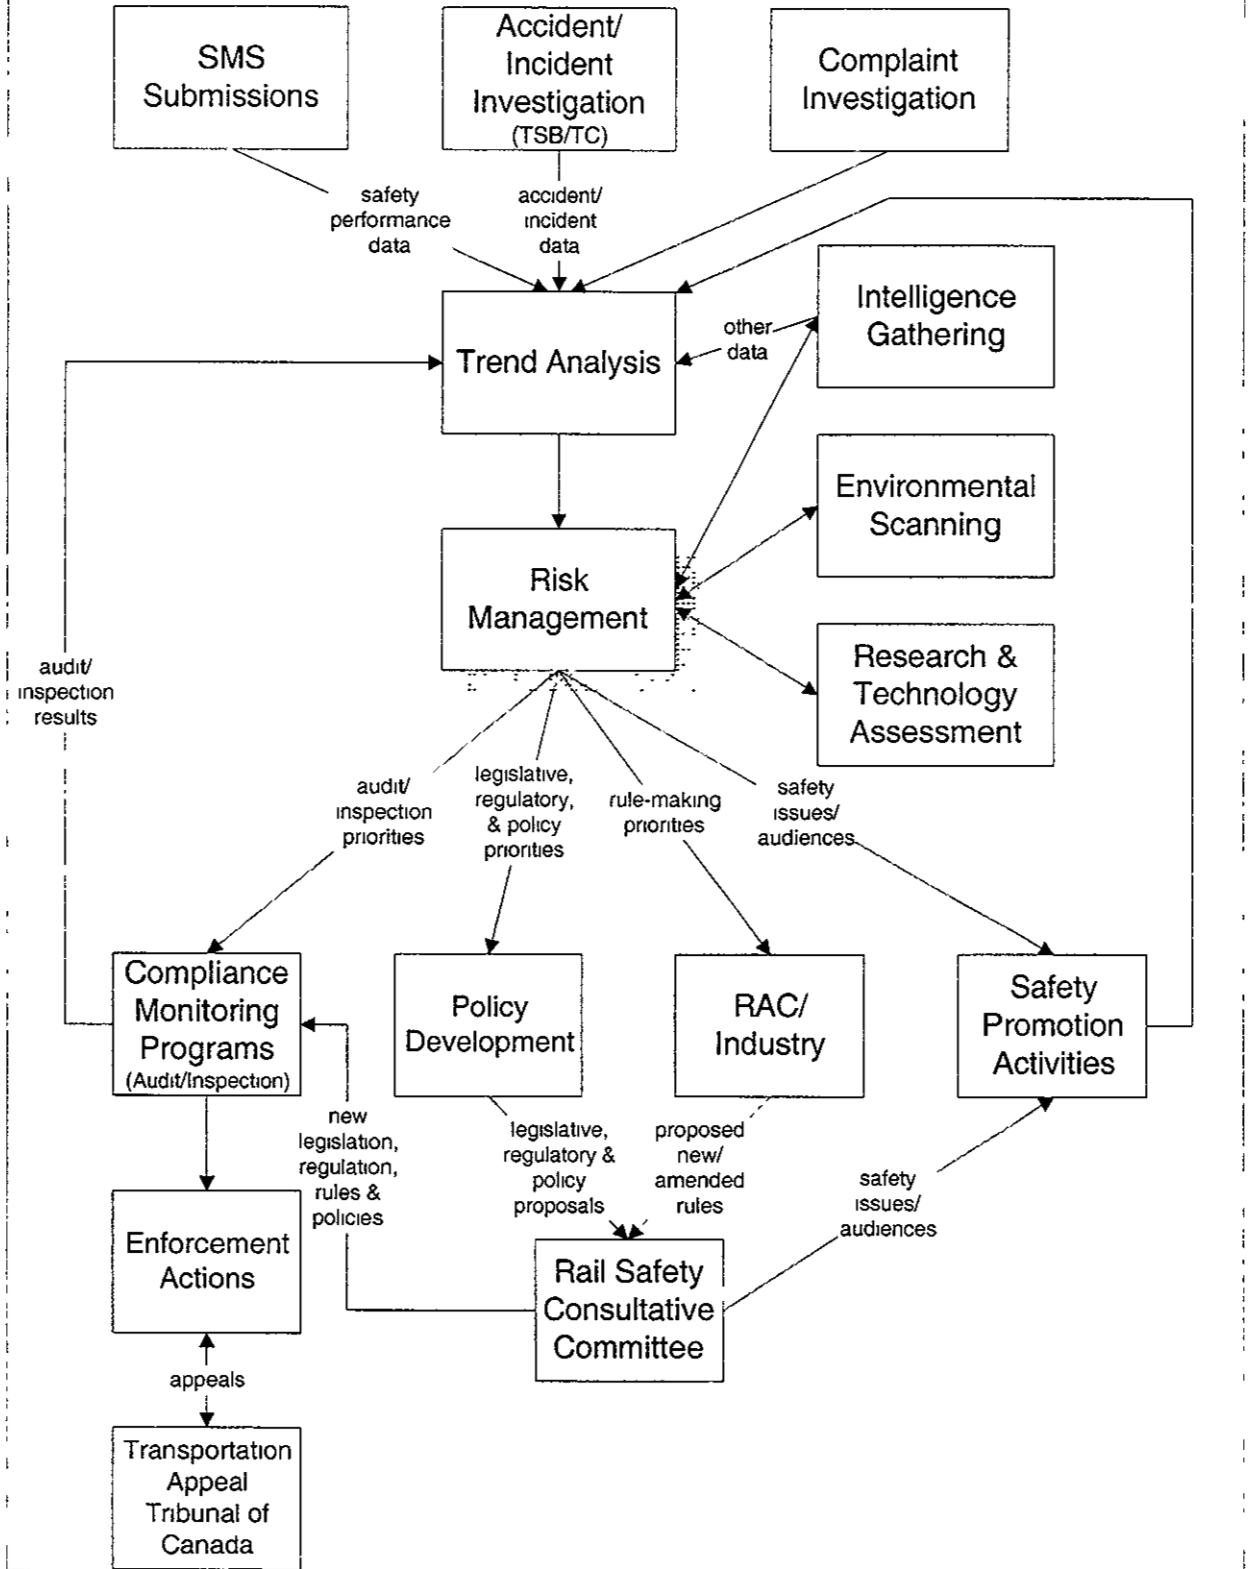 SMS
Submissions
Accident/
Incident
Investigation
(TSB/TC)
Complaint
Investigation
safety
performance
data
accident/
incident
data
Trend Analysis
other
data
Intelligence
Gathering
Environmental
Scanning
Risk
Management
Research &
Technology
Assessment
audit/
inspection
results
audit/
inspection
priorities
legislative,
regulatory,
& policy
priorities
rule-making
priorities
safety
issues/
audiences
Compliance
Monitoring
Programs
(Audit/Inspection)
Policy
Development
RAC/
Industry
Safety
Promotion
Activities
new
legislation,
regulation,
rules &
policies
legislative,
regulatory &
policy
proposals
proposed
new/
amended
rules
safety
issues/
audiences
Enforcement
Actions
Rail Safety
Consultative
Committee
appeals
Transportation
Appeal
Tribunal of
Canada